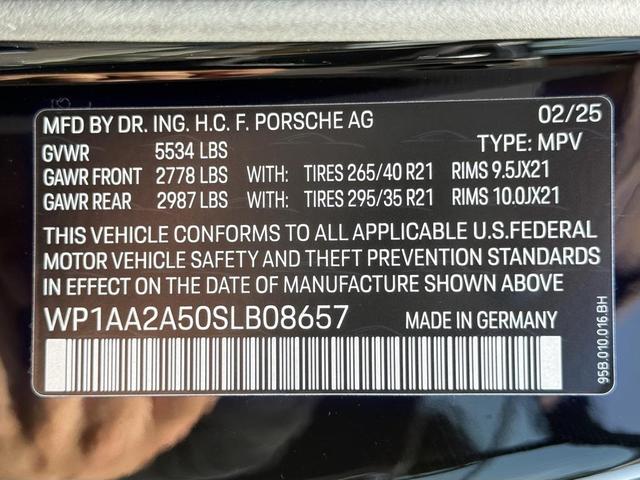 MFD BY DR. ING. H.C. F. PORSCHE AG 02/25
GVWR 5534 LBS TYPE: MPV
GAWR FRONT 2778 LBS WITH: TIRES 265/40 R21 RIMS 9.5JX21
GAWR REAR 2987 LBS WITH: TIRES 295/35 R21 RIMS 10.0JX21
THIS VEHICLE CONFORMS TO ALL APPLICABLE U.S.FEDERAL
MOTOR VEHICLE SAFETY AND THEFT PREVENTION STANDARDS
IN EFFECT ON THE DATE OF MANUFACTURE SHOWN ABOVE
WP1AA2A50SLB08657 MADE IN GERMANY
95B.010.016.BH